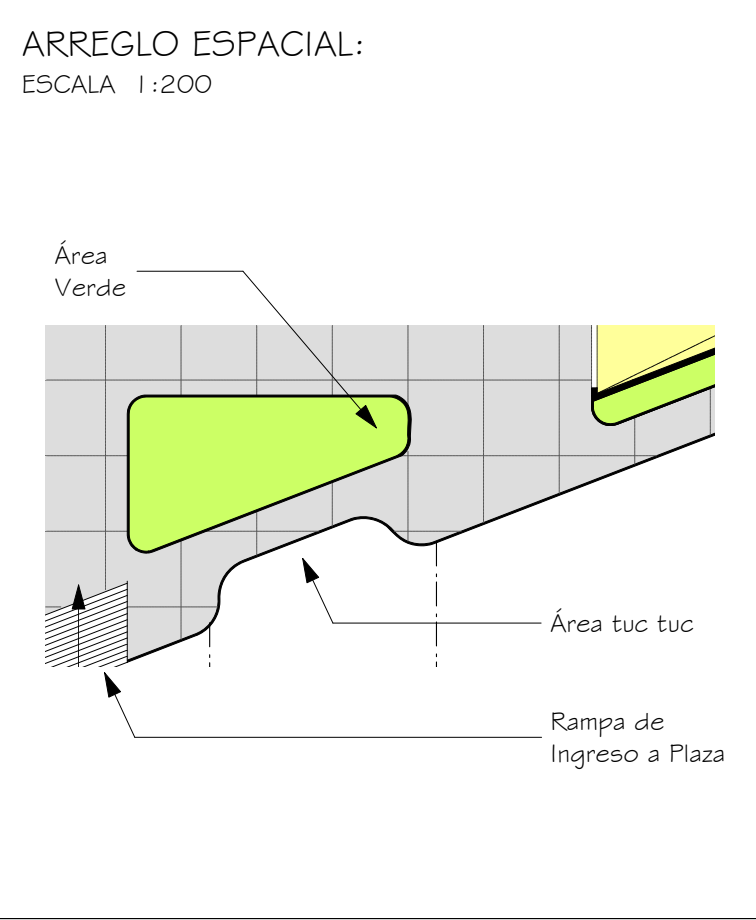 ARREGLO ESPACIAL:
ESCALA 1:200
Área
Verde
Área tuc tuc
Rampa de
Ingreso a Plaza